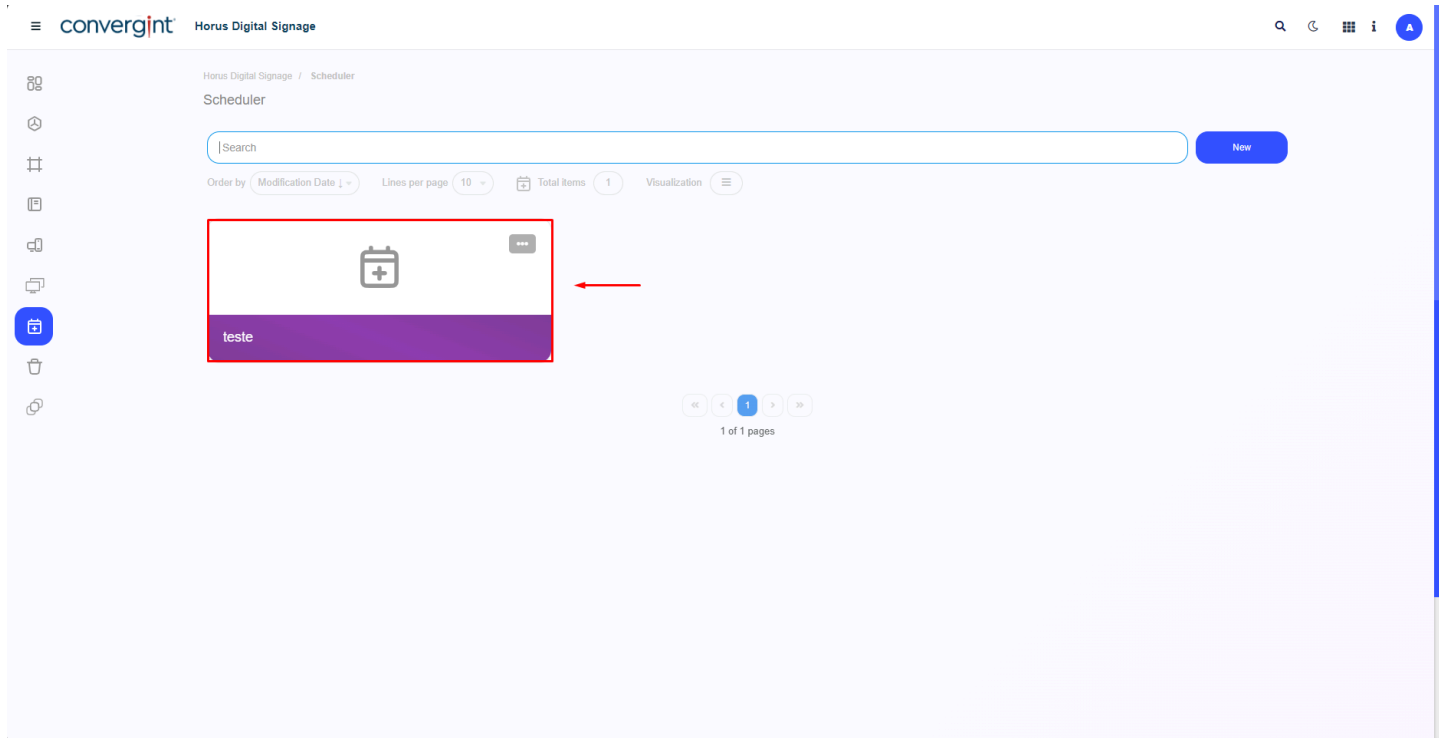 convergint Horus Digital Signage i A
Horus Digital Signage / Scheduler
Scheduler
Search New
Order by Modification Date ↓ Lines per page 10 Total items 1 Visualization
teste
« < 1 > »
1 of 1 pages